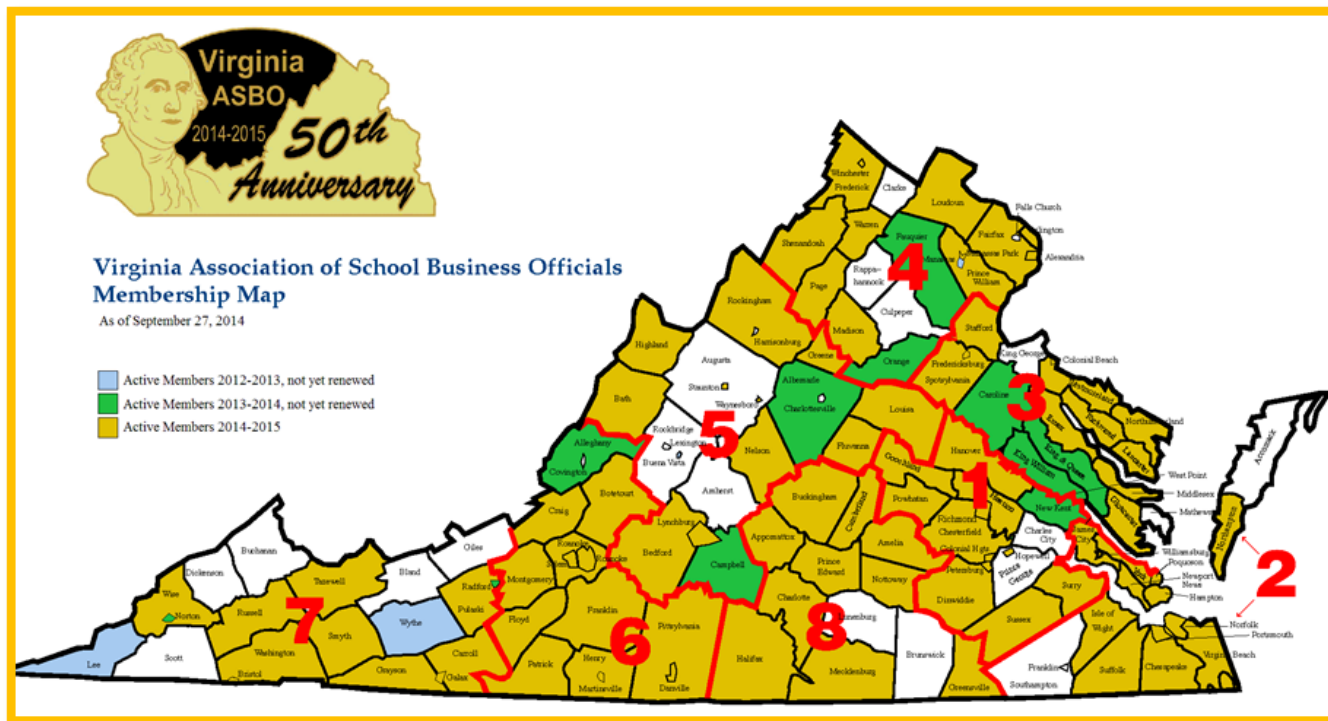 Virginia
ASBO
2014-2015
50th
Anniversary
Virginia Association of School Business Officials
Membership Map
As of September 27, 2014
Active Members 2012-2013, not yet renewed
Active Members 2013-2014, not yet renewed
Active Members 2014-2015
Winchester
Frederick
Clarke
Loudoun
Falls Church
Arlington
Fairfax
Alexandria
Warren
Fauquier
4
Manassas
Manassas Park
Prince
William
Shenandoah
Page
Rappa-
hannock
Culpeper
Rockingham
Harrisonburg
Madison
Greene
Orange
Stafford
Fredericksburg
Spotsylvania
King George
Colonial Beach
Westmoreland
Northumberland
Richmond
Lancaster
Essex
Caroline
3
Highland
Augusta
Staunton
Waynesboro
Albemarle
Charlottesville
Louisa
Bath
Rockbridge
Lexington
Buena Vista
5
Nelson
Fluvanna
Goochland
Hanover
King William
King & Queen
West Point
Middlesex
Mathews
Gloucester
Accomack
Northampton
2
Alleghany
Covington
Botetourt
Amherst
Buckingham
Cumberland
Powhatan
Henrico
1
New Kent
Richmond
Chesterfield
Colonial Hgts.
Charles
City
James
City
Williamsburg
Poquoson
York
Newport
News
Hampton
Norfolk
Portsmouth
Craig
Roanoke
Salem
Roanoke
Lynchburg
Bedford
Campbell
Appomattox
Prince
Edward
Amelia
Nottoway
Petersburg
Hopewell
Prince
George
Dinwiddie
Surry
Sussex
Isle of
Wight
Buchanan
Dickenson
Giles
Bland
Tazewell
Radford
Montgomery
Pulaski
Floyd
Franklin
Pittsylvania
6
Charlotte
8
Lunenburg
Brunswick
Wise
Norton
Russell
7
Smyth
Wythe
Carroll
Lee
Scott
Washington
Bristol
Grayson
Galax
Patrick
Henry
Martinsville
Danville
Halifax
Mecklenburg
Greensville
Franklin
Southampton
Suffolk
Chesapeake
Virginia Beach